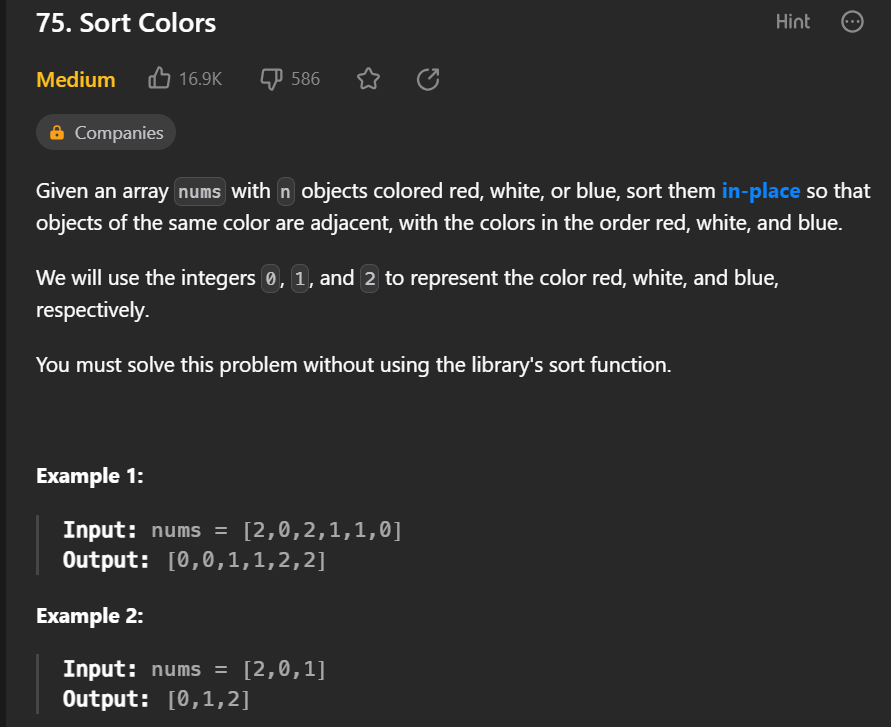 75. Sort Colors
Hint
Medium
16.9K
586
Companies
Given an array nums with n objects colored red, white, or blue, sort them in-place so that
objects of the same color are adjacent, with the colors in the order red, white, and blue.
We will use the integers 0, 1, and 2 to represent the color red, white, and blue,
respectively.
You must solve this problem without using the library's sort function.
Example 1:
Input: nums = [2,0,2,1,1,0]
Output: [0,0,1,1,2,2]
Example 2:
Input: nums = [2,0,1]
Output: [0,1,2]